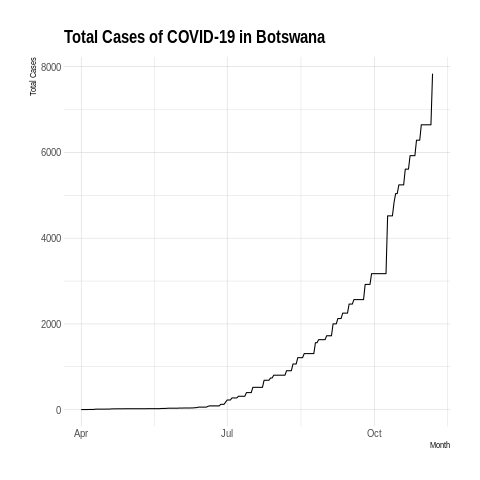 Total Cases of COVID-19 in Botswana
Total Cases
8000
6000
4000
2000
0
Apr
Jul
Oct
Month